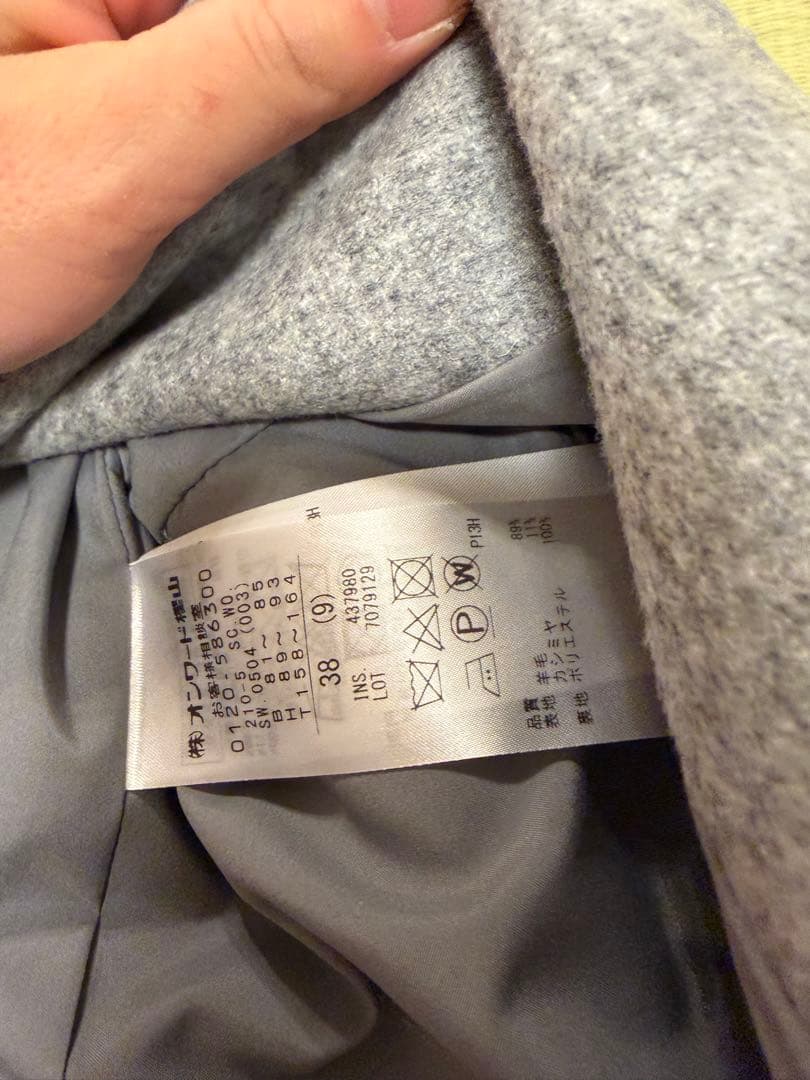 (株)オンワード樫山
お客様相談室
0120-586300
210-5 SC.WO.
SW.0504 (003)
B 81～ 85
H 89～ 93
T 158～164
38 (9)
INS. 437980
LOT 7079129
P13H
品質
表地 羊毛 89%
カシミヤ 11%
裏地 ポリエステル 100%